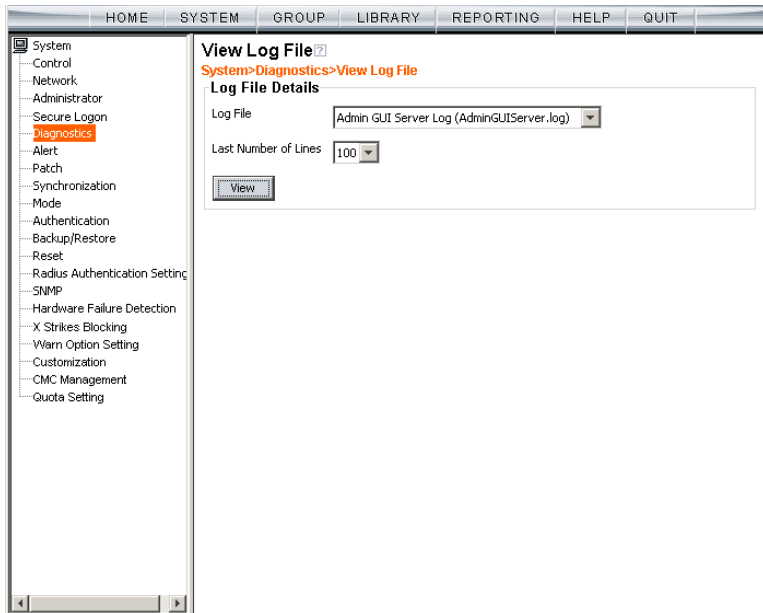 HOME SYSTEM GROUP LIBRARY REPORTING HELP QUIT
System
Control
Network
Administrator
Secure Logon
Diagnostics
Alert
Patch
Synchronization
Mode
Authentication
Backup/Restore
Reset
Radius Authentication Setting
SNMP
Hardware Failure Detection
X Strikes Blocking
Warn Option Setting
Customization
CMC Management
Quota Setting
View Log File ?
System>Diagnostics>View Log File
Log File Details
Log File Admin GUI Server Log (AdminGUIServer.log)
Last Number of Lines 100
View